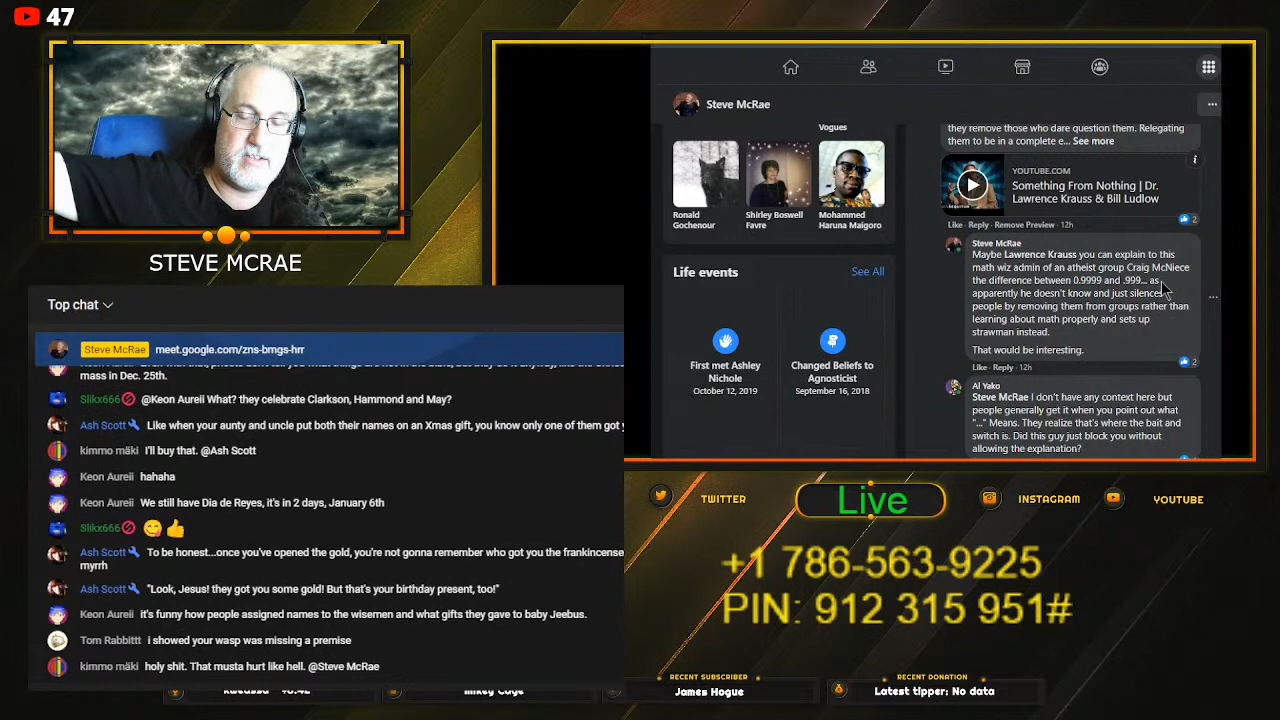 47
STEVE MCRAE
Top chat
Steve McRae meet.google.com/zns-bmgs-hrr
mass in Dec. 25th.
Slikx666 @Keon Aureii What? they celebrate Clarkson, Hammond and May?
Ash Scott Like when your aunty and uncle put both their names on an Xmas gift, you know only one of them got
kimmo mäki I'll buy that. @Ash Scott
Keon Aureii hahaha
Keon Aureii We still have Dia de Reyes, it's in 2 days, January 6th
Slikx666
Ash Scott To be honest...once you've opened the gold, you're not gonna remember who got you the frankincense
myrrh
Ash Scott "Look, Jesus! they got you some gold! But that's your birthday present, too!"
Keon Aureii it's funny how people assigned names to the wisemen and what gifts they gave to baby Jeebus.
Tom Rabbittt i showed your wasp was missing a premise
kimmo mäki holy shit. That musta hurt like hell. @Steve McRae
Steve McRae
Vogues
Ronald
Gochenour
Shirley Boswell
Favre
Mohammed
Haruna Maigoro
Life events
See All
First met Ashley
Nichole
October 12, 2019
Changed Beliefs to
Agnosticist
September 16, 2018
they remove those who dare question them. Relegating
them to be in a complete e... See more
YOUTUBE.COM
Something From Nothing | Dr.
Lawrence Krauss & Bill Ludlow
2
Like · Reply · Remove Preview · 12h
Steve McRae
Maybe Lawrence Krauss you can explain to this
math wiz admin of an atheist group Craig McNiece
the difference between 0.9999 and .999... as
apparently he doesn't know and just silences
people by removing them from groups rather than
learning about math properly and sets up
strawman instead.
That would be interesting.
2
Like · Reply · 12h
Al Yako
Steve McRae I don't have any context here but
people generally get it when you point out what
"..." Means. They realize that's where the bait and
switch is. Did this guy just block you without
allowing the explanation?
TWITTER
Live
INSTAGRAM
YOUTUBE
+1 786-563-9225
PIN: 912 315 951#
Mikey Cage
RECENT SUBSCRIBER
James Hogue
RECENT DONATION
Latest tipper: No data